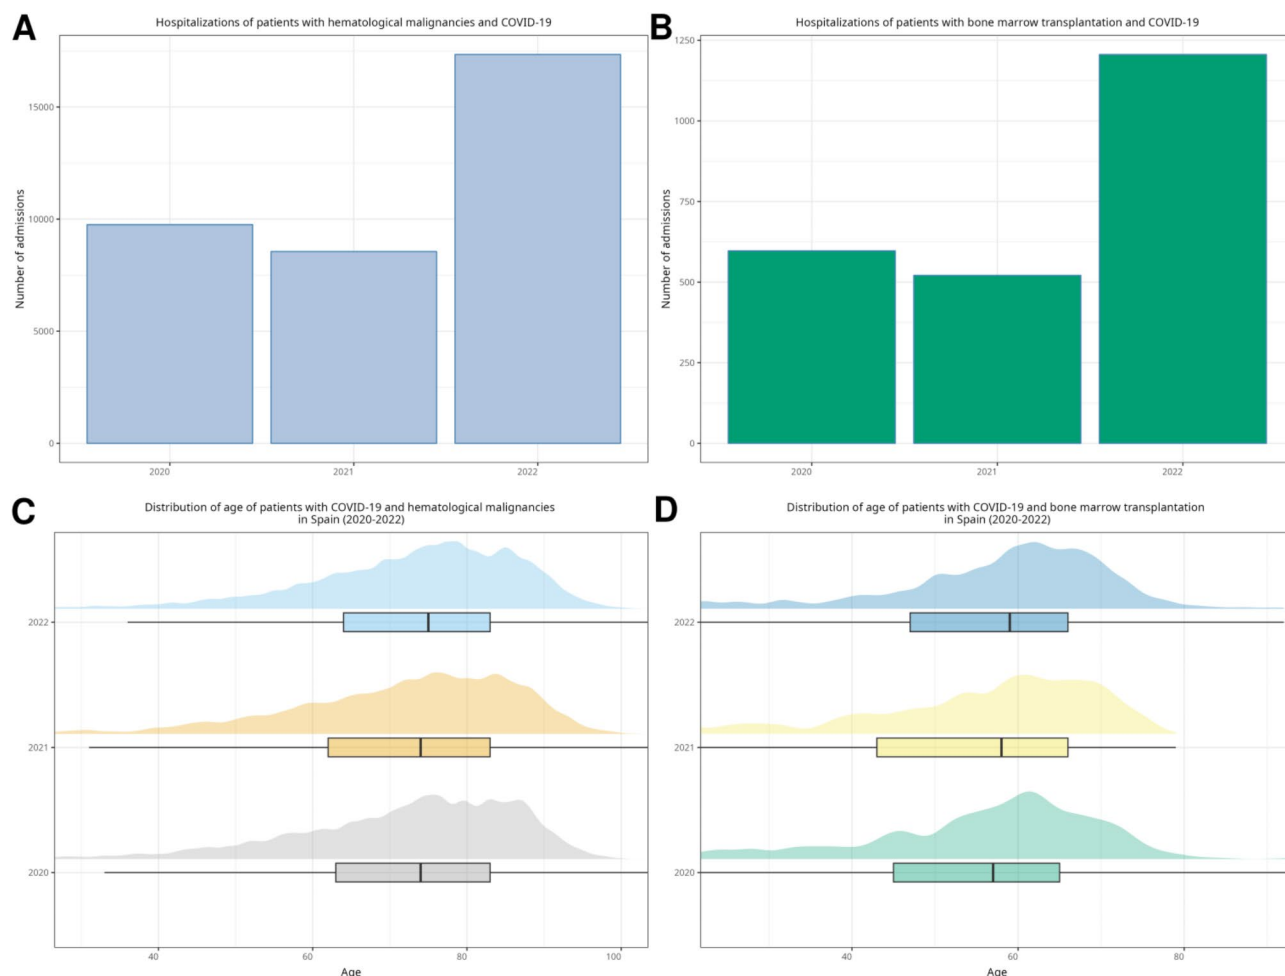 A
Hospitalizations of patients with hematological malignancies and COVID-19
Number of admissions
15000
10000
5000
0
2020
2021
2022
B
Hospitalizations of patients with bone marrow transplantation and COVID-19
Number of admissions
1250
1000
750
500
250
0
2020
2021
2022
C
Distribution of age of patients with COVID-19 and hematological malignancies
in Spain (2020-2022)
2022
2021
2020
40
60
80
100
Age
D
Distribution of age of patients with COVID-19 and bone marrow transplantation
in Spain (2020-2022)
2022
2021
2020
40
60
80
Age